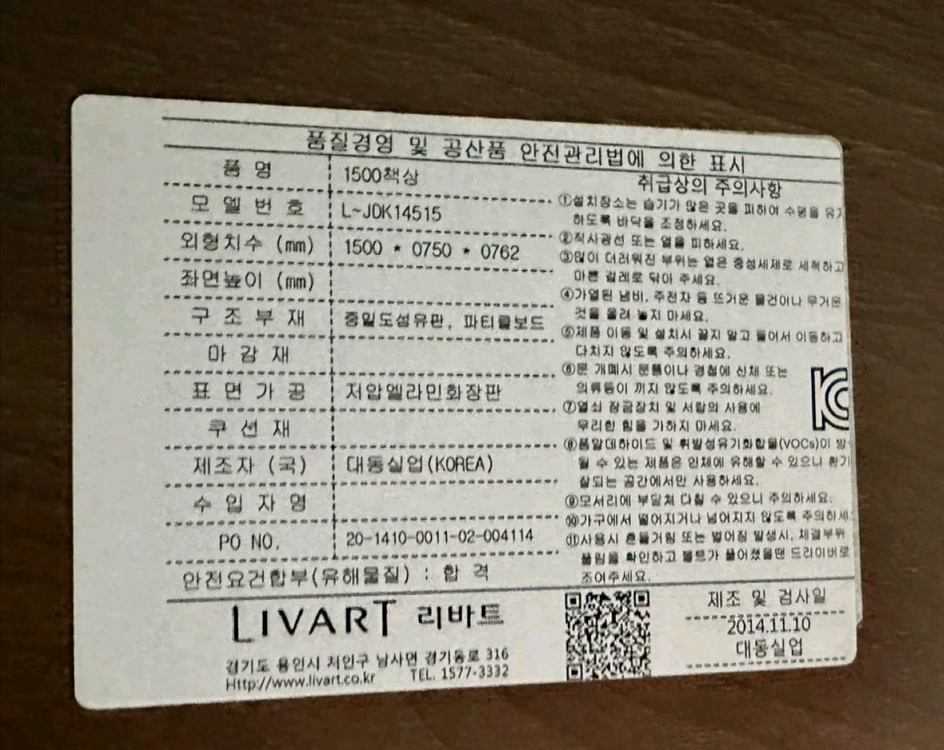 품질경영 및 공산품 안전관리법에 의한 표시
품 명 1500책상
모 델 번 호 L-JDK14515
외형치수 (mm) 1500 * 0750 * 0762
좌면높이 (mm)
구 조 부 재 중밀도섬유판, 파티클보드
마 감 재
표 면 가 공 저압멜라민화장판
쿠 션 재
제조자 (국) 대동실업(KOREA)
수 입 자 명
PO NO. 20-1410-0011-02-004114
안전요건합부(유해물질) : 합 격
취급상의 주의사항
①설치장소는 습기가 많은 곳을 피하여 수평을 유지
하도록 바닥을 조정하세요.
②직사광선 또는 열을 피하세요.
③많이 더러워진 부위는 엷은 중성세제로 세척하고
마른 걸레로 닦아 주세요.
④가열된 냄비, 주전자 등 뜨거운 물건이나 무거운
것을 올려 놓지 마세요.
⑤제품 이동 및 설치시 끌지 말고 들어서 이동하고
다치지 않도록 주의하세요.
⑥문 개폐시 문틈이나 경첩에 신체 또는
의류등이 끼지 않도록 주의하세요.
⑦열쇠 잠금장치 및 서랍의 사용에
무리한 힘을 가하지 마세요.
⑧폼알데하이드 및 휘발성유기화합물(VOCs)이 방
될 수 있는 제품은 인체에 유해할 수 있으니 환기
잘되는 공간에서만 사용하세요.
⑨모서리에 부딪쳐 다칠 수 있으니 주의하세요.
⑩가구에서 떨어지거나 넘어지지 않도록 주의하세
⑪사용시 흔들거림 또는 벌어짐 발생시, 체결부위
풀림을 확인하고 볼트가 풀어졌을땐 드라이버로
조여주세요.
LIVART 리바트
경기도 용인시 처인구 남사면 경기동로 316
Http://www.livart.co.kr TEL. 1577-3332
제조 및 검사일
2014.11.10
대동실업